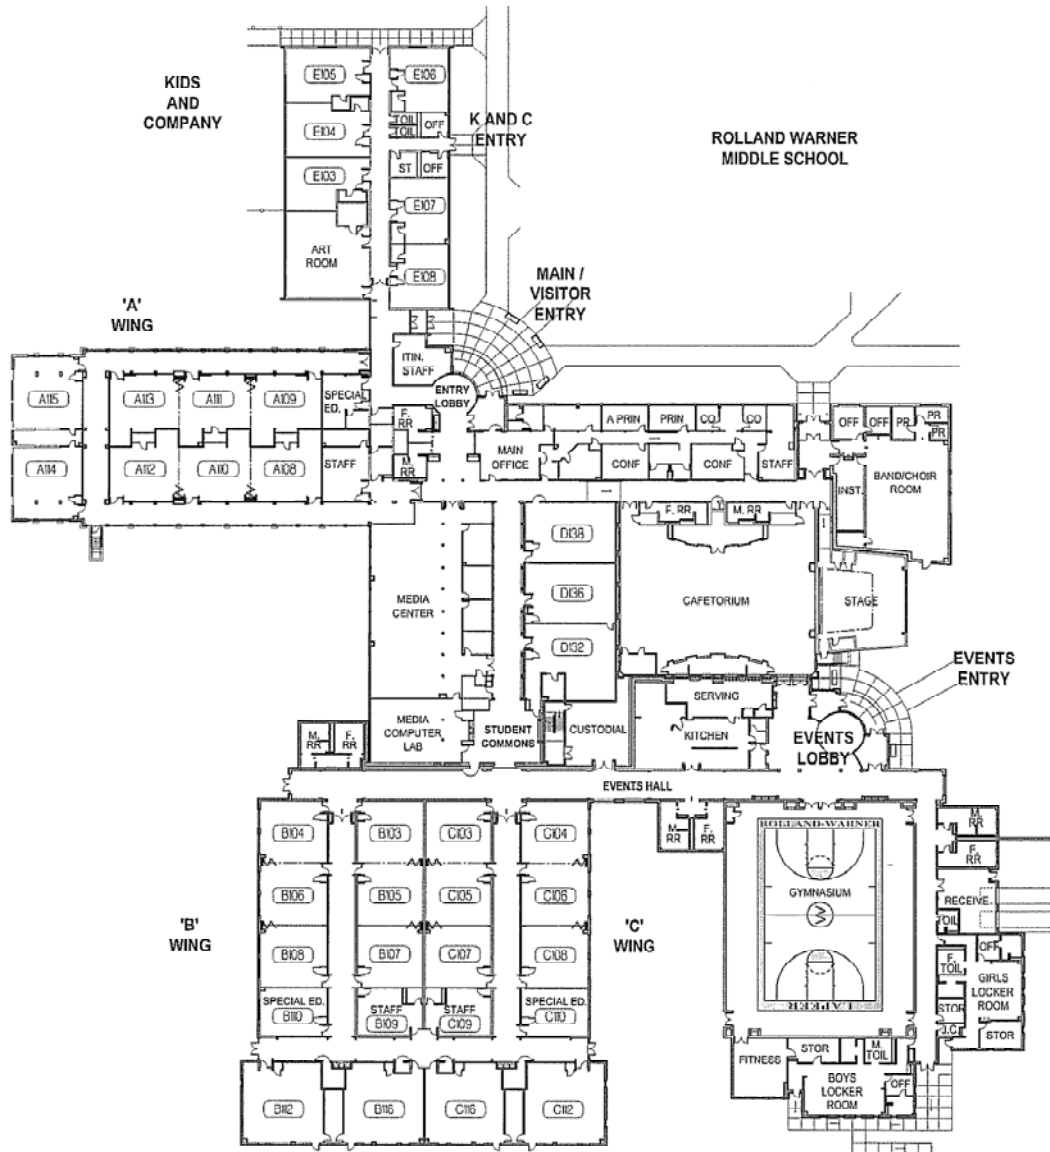 KIDS
AND
COMPANY
E105
E106
E104
TOIL
TOIL
OFF
K AND C
ENTRY
ROLLAND WARNER
MIDDLE SCHOOL
E103
ST
OFF
E107
ART
ROOM
E108
MAIN /
VISITOR
ENTRY
'A'
WING
ITIN.
STAFF
ENTRY
LOBBY
A115
A113
A111
A109
SPECIAL
ED.
F.
RR
A PRIN
PRIN
CO
CO
OFF
OFF
PR
PR
PR
A114
A112
A110
A108
STAFF
M.
RR
MAIN
OFFICE
CONF
CONF
STAFF
INST.
BAND/CHOIR
ROOM
F. RR
M. RR
D138
MEDIA
CENTER
D136
CAFETORIUM
STAGE
D132
EVENTS
ENTRY
SERVING
MEDIA
COMPUTER
LAB
STUDENT
COMMONS
CUSTODIAL
KITCHEN
EVENTS
LOBBY
M.
RR
F.
RR
EVENTS HALL
B104
B103
C103
C104
M.
RR
F.
RR
ROLLAND-WARNER
M.
RR
F.
RR
B106
B105
C105
C106
GYMNASIUM
RECEIVE.
TOIL
'B'
WING
'C'
WING
B108
B107
C107
C108
OFF
F.
TOIL
GIRLS
LOCKER
ROOM
SPECIAL ED.
B110
STAFF
B109
STAFF
C109
SPECIAL ED.
C110
LAPEER
STOR
J.C.
STOR
FITNESS
STOR
M.
TOIL
BOYS
LOCKER
ROOM
OFF
B112
B116
C116
C112